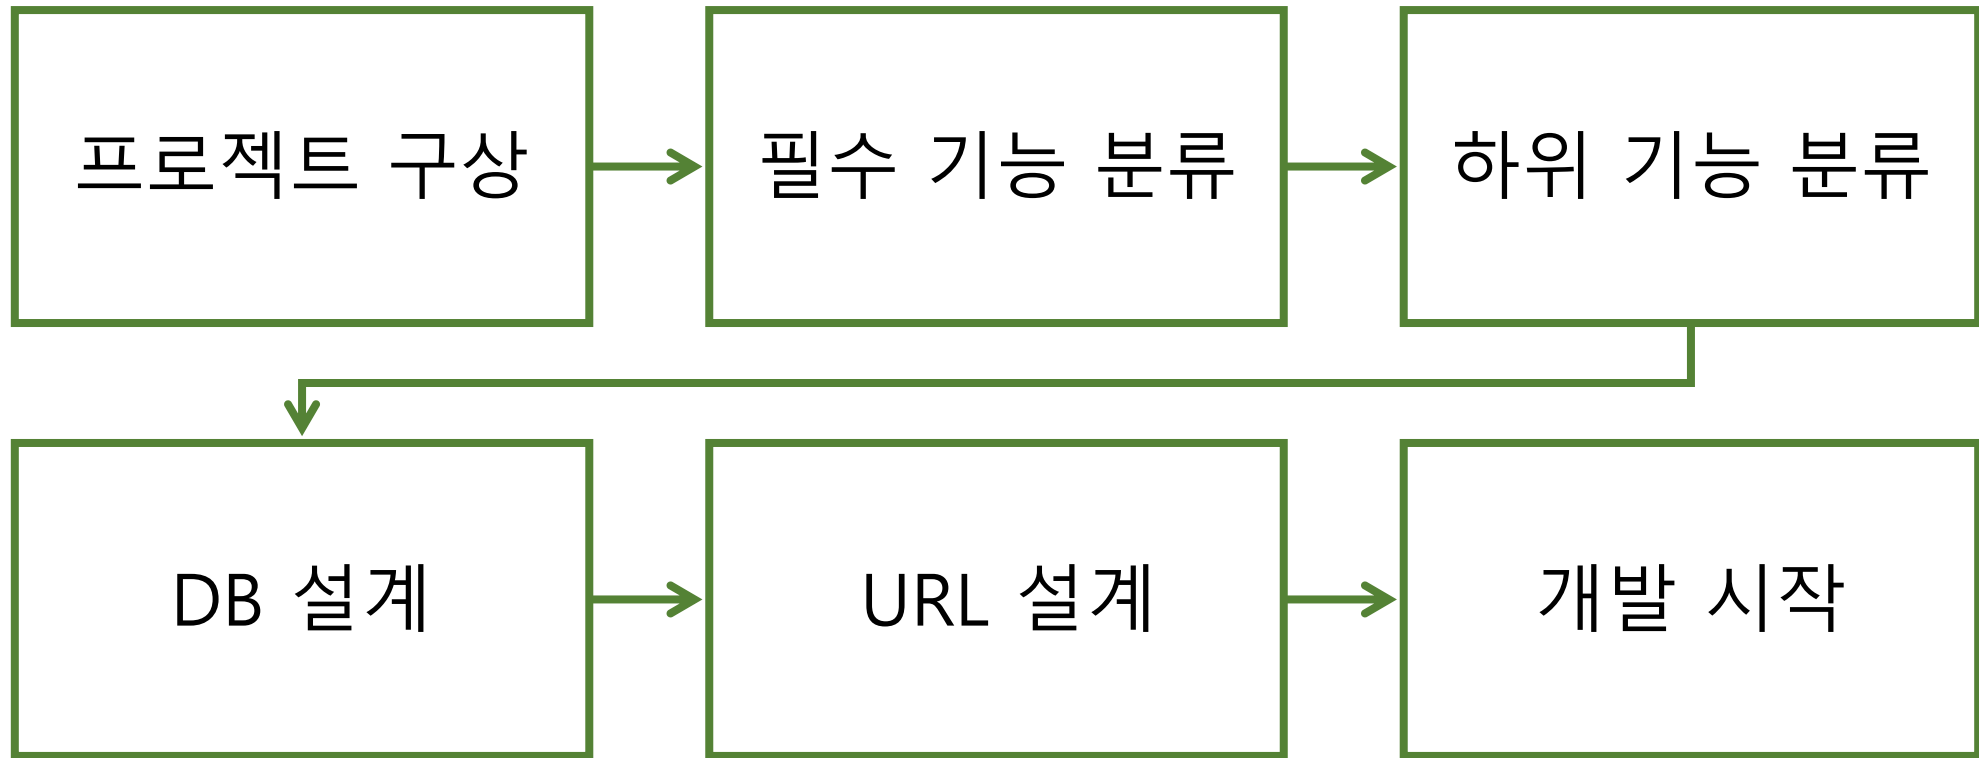 프로젝트 구상
필수 기능 분류
하위 기능 분류
DB 설계
URL 설계
개발 시작